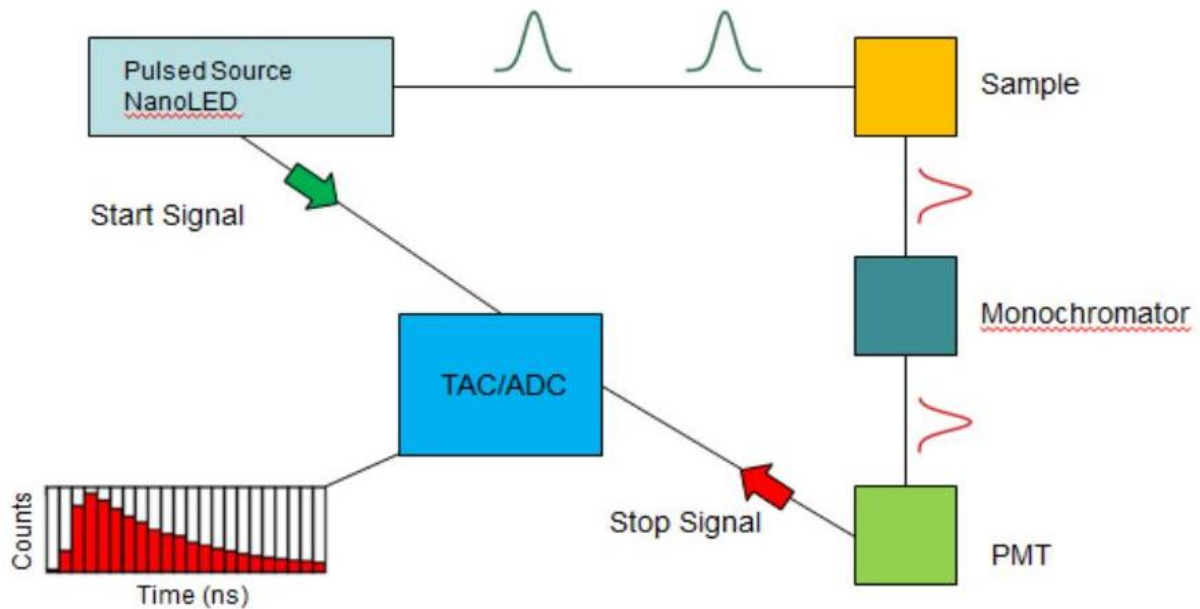 Pulsed Source
NanoLED
Sample
Start Signal
Monochromator
TAC/ADC
Counts
Stop Signal
PMT
Time (ns)